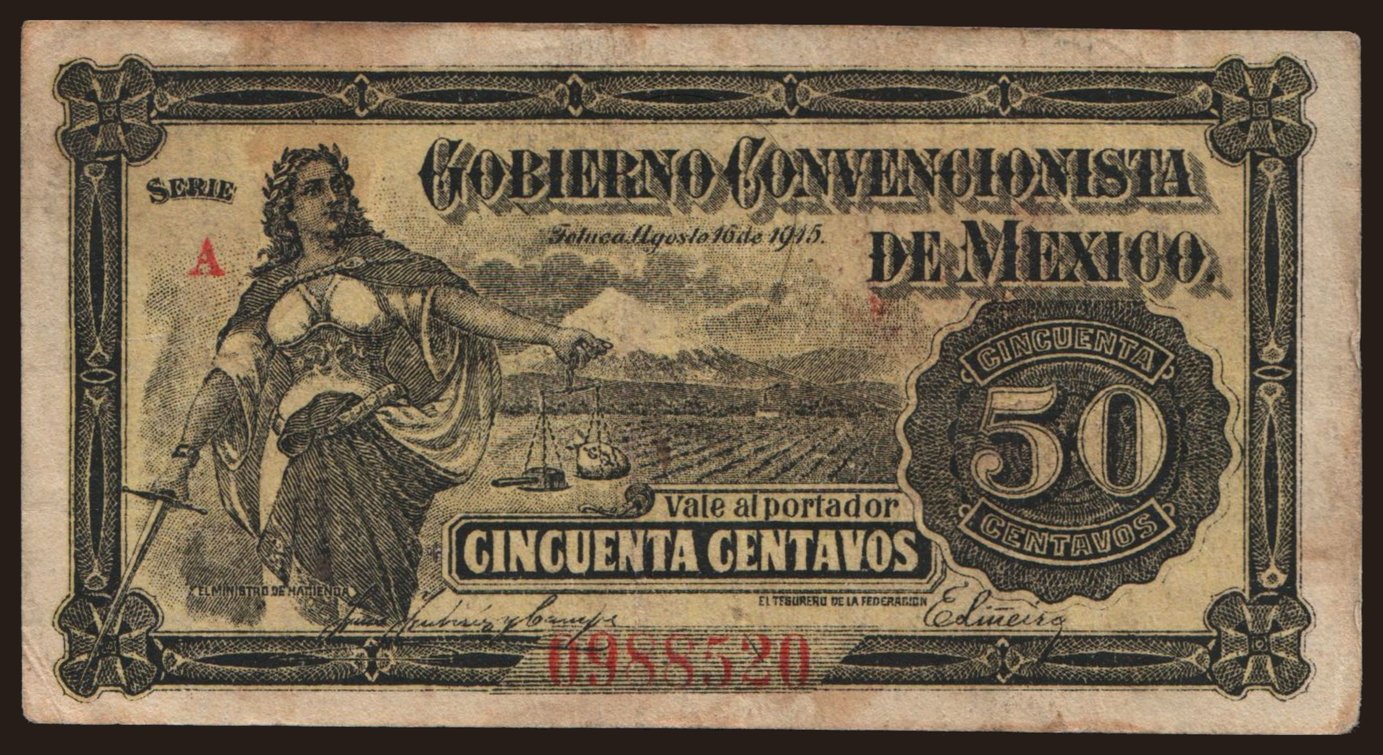 SERIE
A
GOBIERNO CONVENCIONISTA
DE MEXICO.
Toluca. Agosto 16 de 1915.
CINCUENTA
50
CENTAVOS
Vale al portador
CINCUENTA CENTAVOS
EL MINISTRO DE HACIENDA
EL TESORERO DE LA FEDERACION
0988520